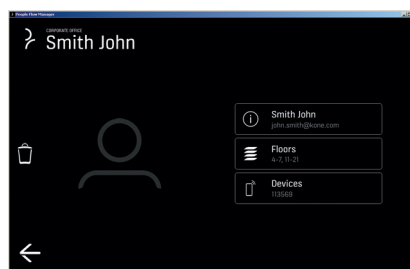 People Flow Manager
CORPORATE OFFICE
Smith John
Smith John
john.smith@kone.com
Floors
4-7, 11-21
Devices
113569